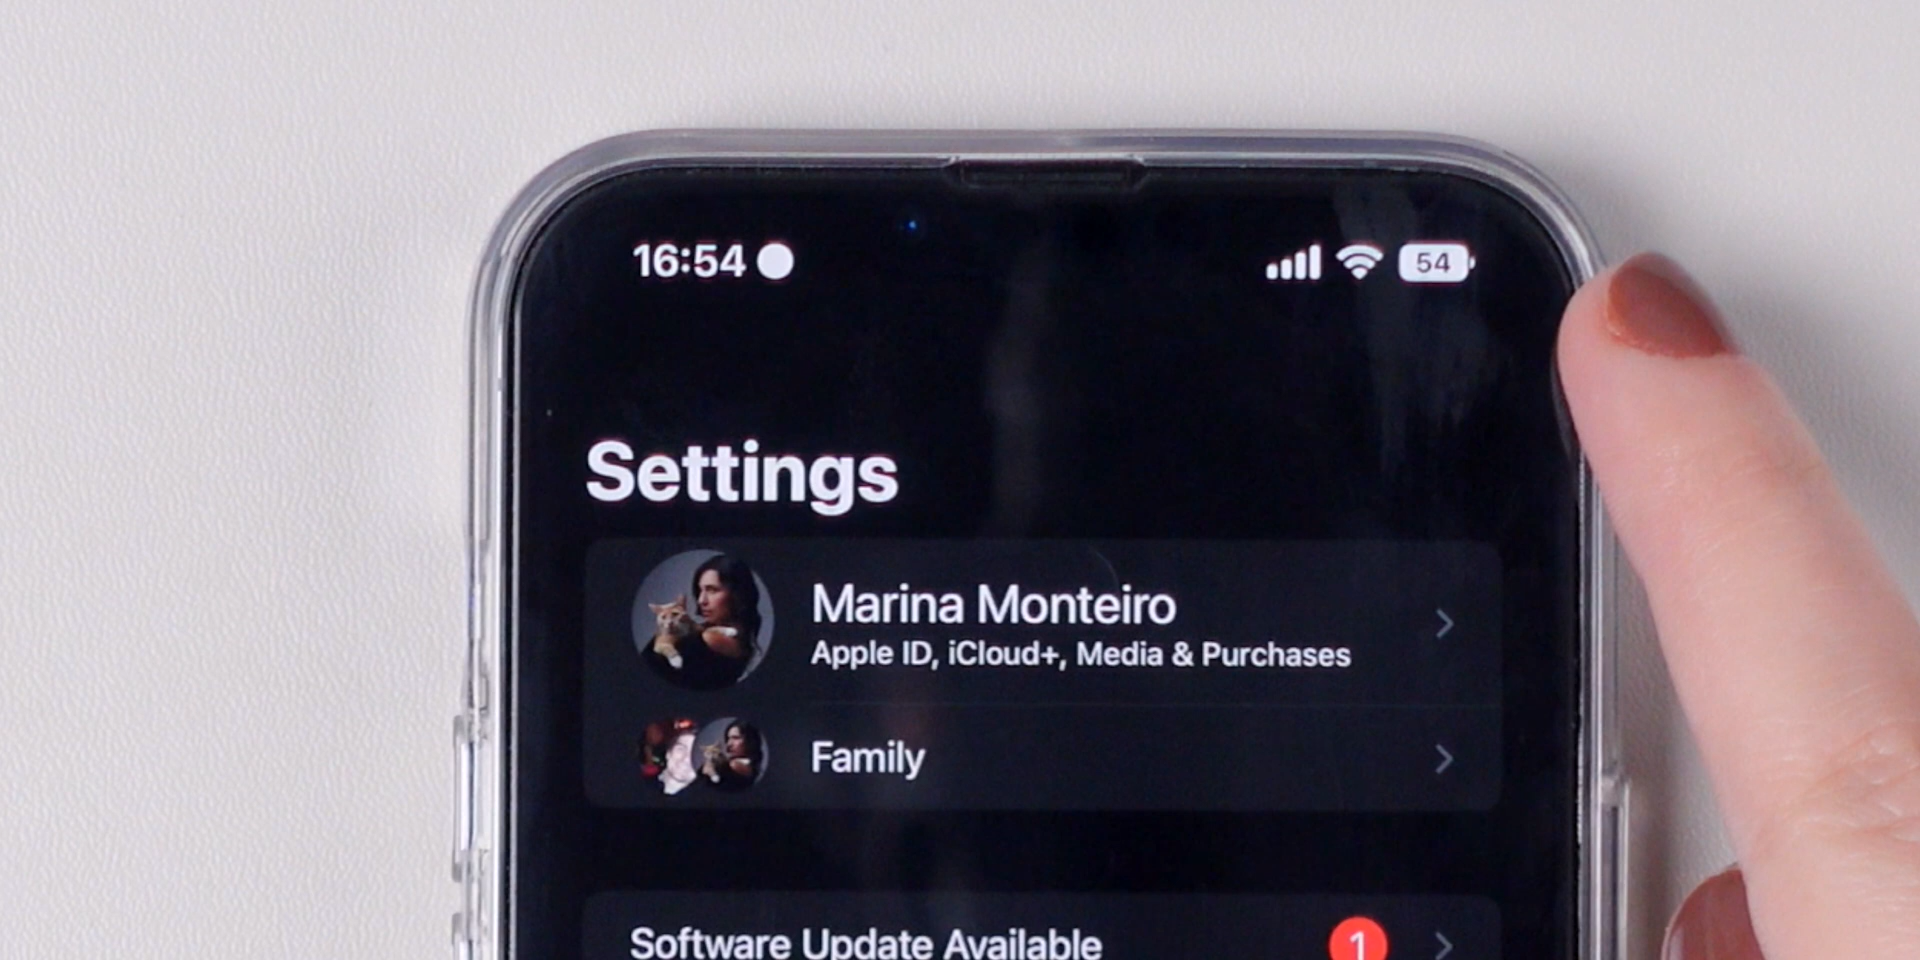 16:54
54
Settings
Marina Monteiro
Apple ID, iCloud+, Media & Purchases
Family
Software Update Available 1